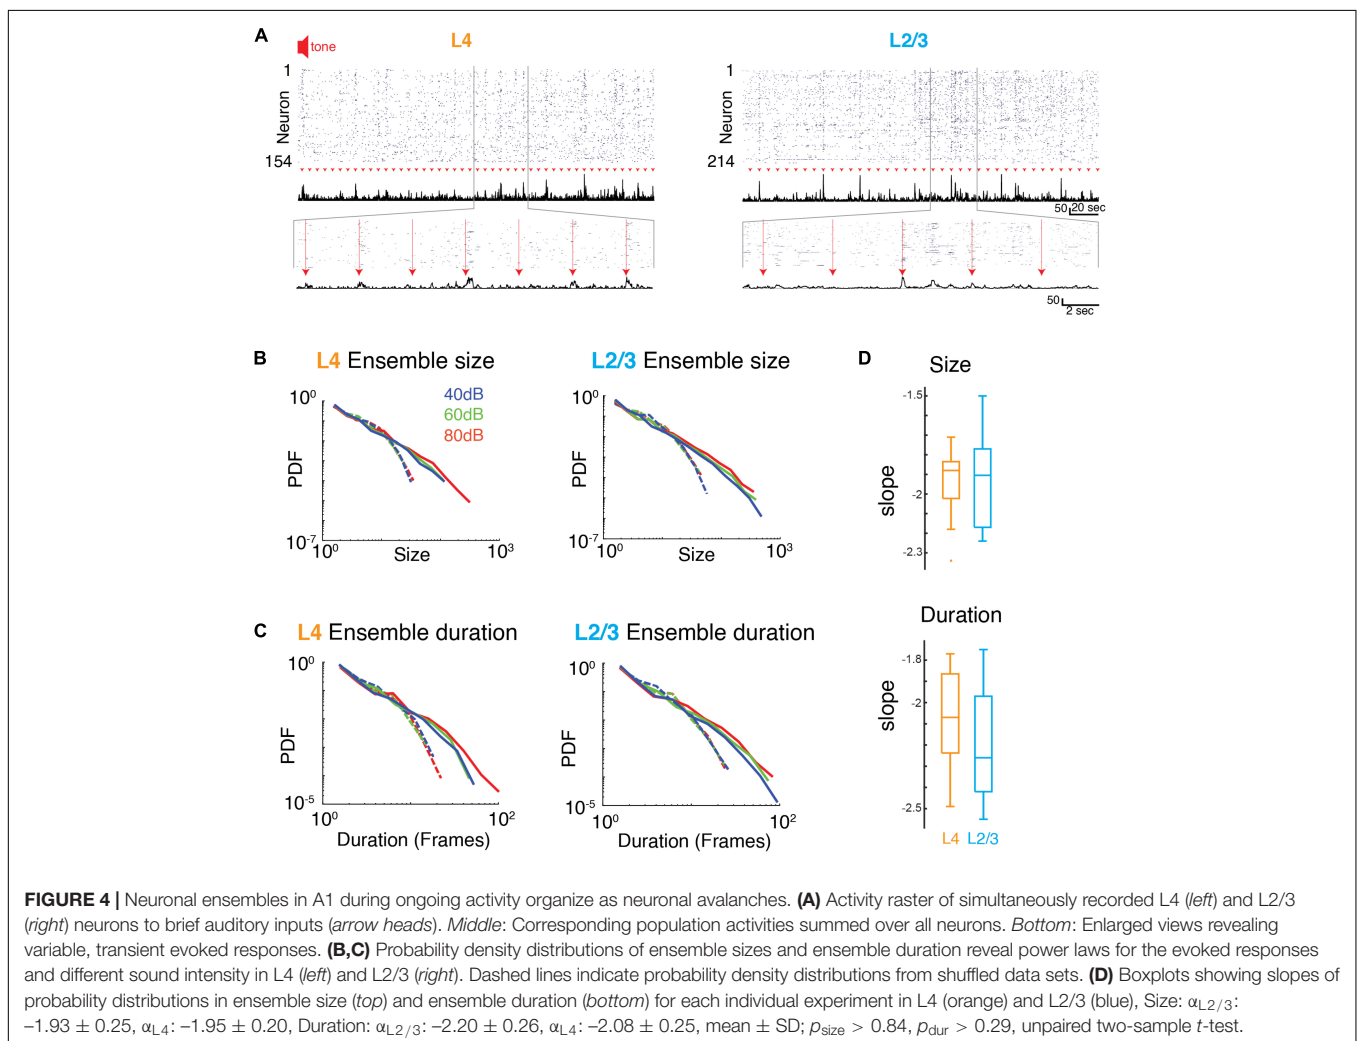 A
tone
L4
L2/3
1
Neuron
154
1
Neuron
214
50
20 sec
50
2 sec
B
L4 Ensemble size
40dB
60dB
80dB
10⁰
PDF
10⁻⁷
10⁰
Size
10³
L2/3 Ensemble size
10⁰
PDF
10⁻⁷
10⁰
Size
10³
D
Size
-1.5
slope
-2
-2.3
C
L4 Ensemble duration
10⁰
PDF
10⁻⁵
10⁰
Duration (Frames)
10²
L2/3 Ensemble duration
10⁰
PDF
10⁻⁵
10⁰
Duration (Frames)
10²
Duration
-1.8
slope
-2
-2.5
L4
L2/3
FIGURE 4 | Neuronal ensembles in A1 during ongoing activity organize as neuronal avalanches. (A) Activity raster of simultaneously recorded L4 (left) and L2/3
(right) neurons to brief auditory inputs (arrow heads). Middle: Corresponding population activities summed over all neurons. Bottom: Enlarged views revealing
variable, transient evoked responses. (B,C) Probability density distributions of ensemble sizes and ensemble duration reveal power laws for the evoked responses
and different sound intensity in L4 (left) and L2/3 (right). Dashed lines indicate probability density distributions from shuffled data sets. (D) Boxplots showing slopes of
probability distributions in ensemble size (top) and ensemble duration (bottom) for each individual experiment in L4 (orange) and L2/3 (blue), Size: α_L2/3:
–1.93 ± 0.25, α_L4: –1.95 ± 0.20, Duration: α_L2/3: –2.20 ± 0.26, α_L4: –2.08 ± 0.25, mean ± SD; p_size > 0.84, p_dur > 0.29, unpaired two-sample t-test.